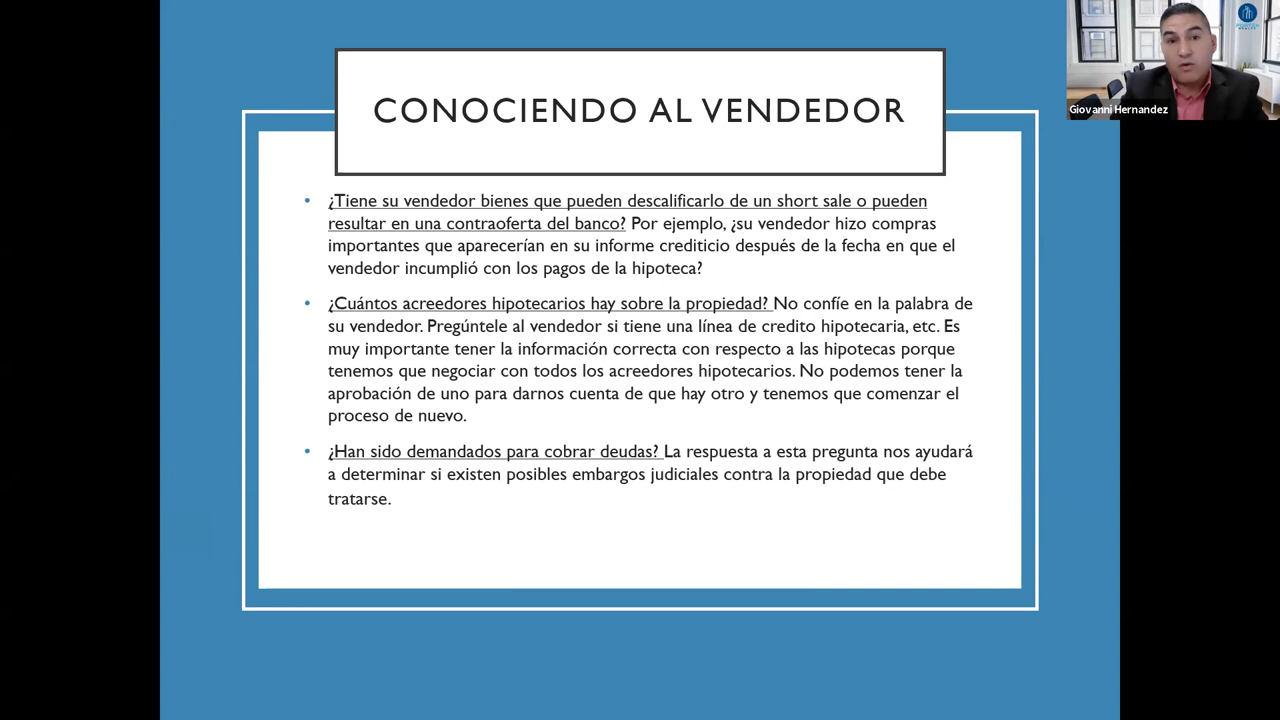 CONOCIENDO AL VENDEDOR
• ¿Tiene su vendedor bienes que pueden descalificarlo de un short sale o pueden
resultar en una contraoferta del banco? Por ejemplo, ¿su vendedor hizo compras
importantes que aparecerían en su informe crediticio después de la fecha en que el
vendedor incumplió con los pagos de la hipoteca?
• ¿Cuántos acreedores hipotecarios hay sobre la propiedad? No confíe en la palabra de
su vendedor. Pregúntele al vendedor si tiene una línea de credito hipotecaria, etc. Es
muy importante tener la información correcta con respecto a las hipotecas porque
tenemos que negociar con todos los acreedores hipotecarios. No podemos tener la
aprobación de uno para darnos cuenta de que hay otro y tenemos que comenzar el
proceso de nuevo.
• ¿Han sido demandados para cobrar deudas? La respuesta a esta pregunta nos ayudará
a determinar si existen posibles embargos judiciales contra la propiedad que debe
tratarse.
Giovanni Hernandez